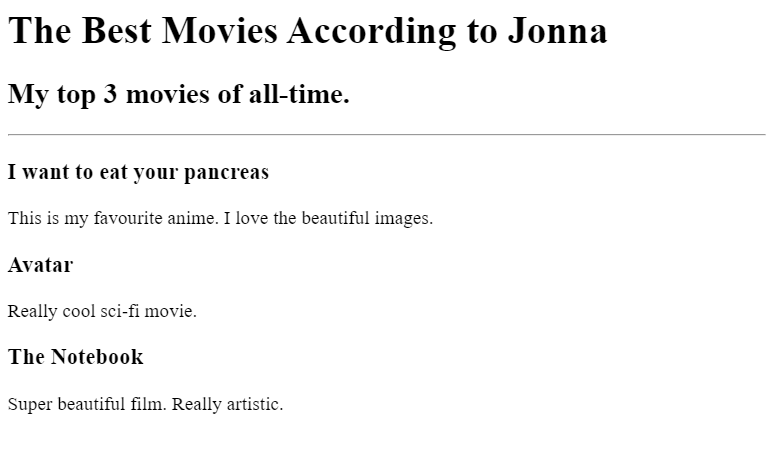 The Best Movies According to Jonna
My top 3 movies of all-time.
I want to eat your pancreas
This is my favourite anime. I love the beautiful images.
Avatar
Really cool sci-fi movie.
The Notebook
Super beautiful film. Really artistic.